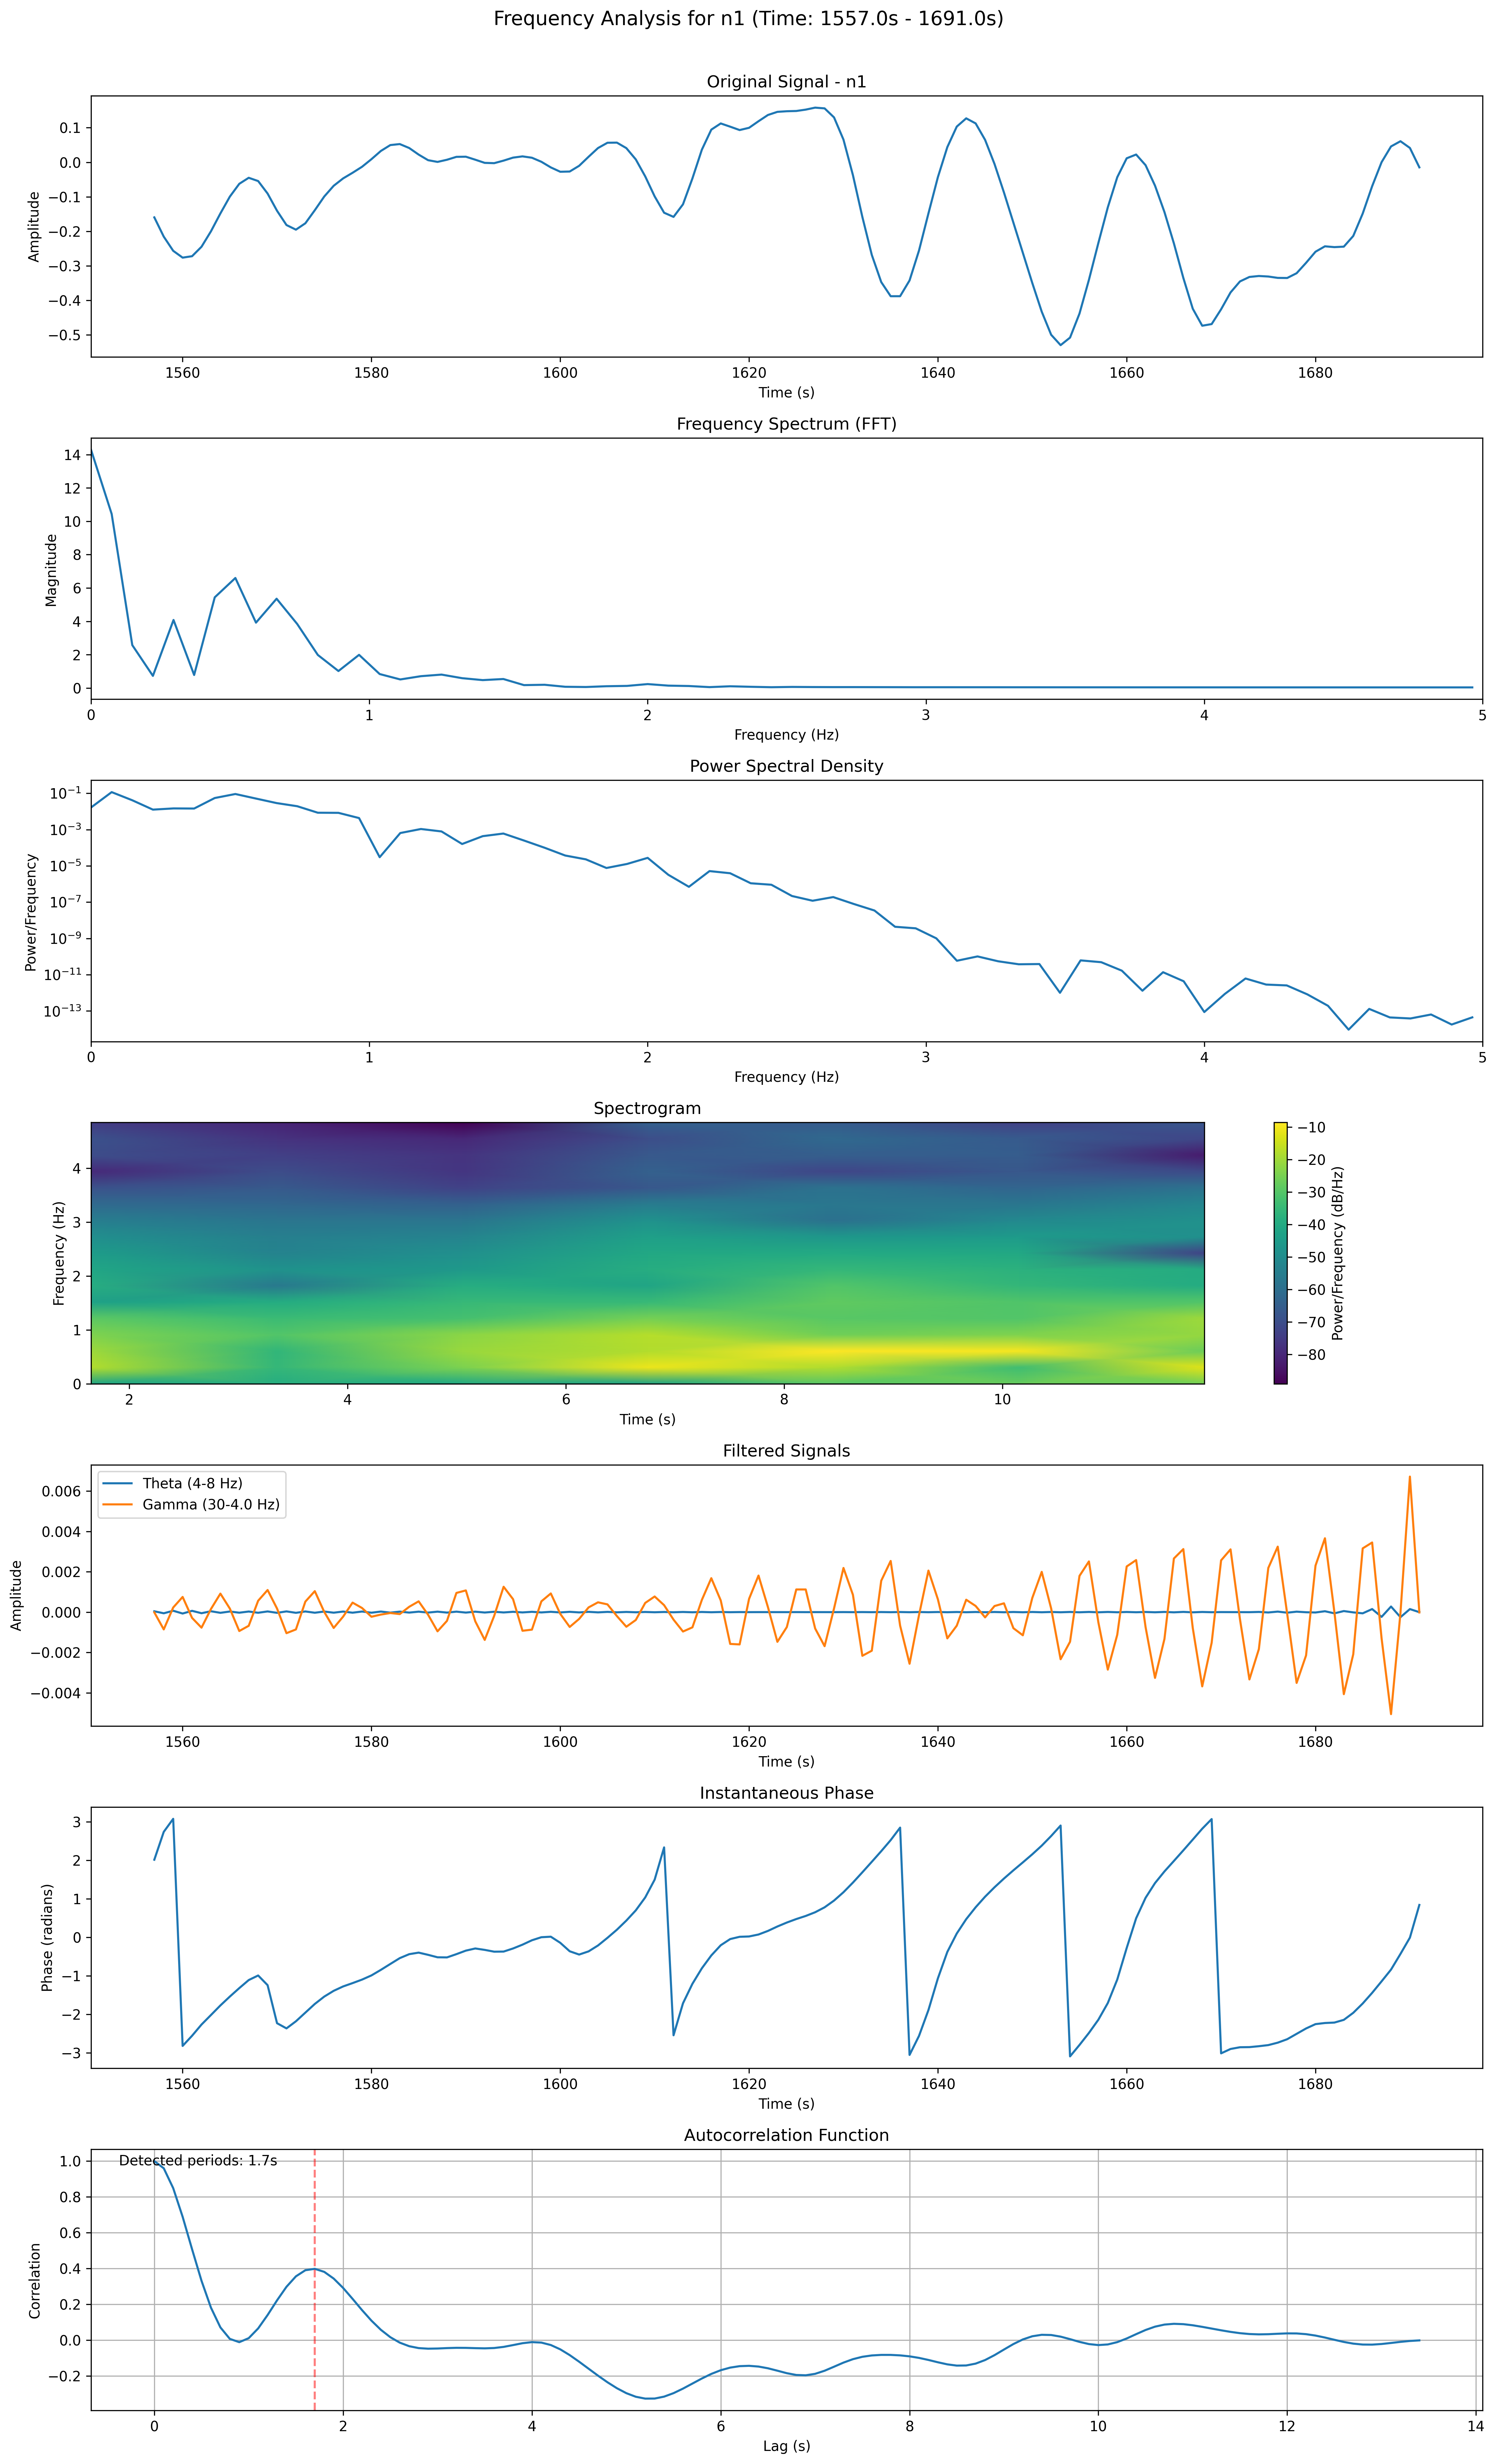 Frequency Analysis for n1 (Time: 1557.0s - 1691.0s)
Original Signal - n1
Amplitude
0.1
0.0
−0.1
−0.2
−0.3
−0.4
−0.5
1560 1580 1600 1620 1640 1660 1680
Time (s)
Frequency Spectrum (FFT)
Magnitude
14
12
10
8
6
4
2
0
0 1 2 3 4 5
Frequency (Hz)
Power Spectral Density
Power/Frequency
10⁻¹
10⁻³
10⁻⁵
10⁻⁷
10⁻⁹
10⁻¹¹
10⁻¹³
0 1 2 3 4 5
Frequency (Hz)
Spectrogram
Frequency (Hz)
4
3
2
1
0
2 4 6 8 10
Time (s)
−10
−20
−30
−40
−50
−60
−70
−80
Power/Frequency (dB/Hz)
Filtered Signals
Theta (4-8 Hz)
Gamma (30-4.0 Hz)
Amplitude
0.006
0.004
0.002
0.000
−0.002
−0.004
1560 1580 1600 1620 1640 1660 1680
Time (s)
Instantaneous Phase
Phase (radians)
3
2
1
0
−1
−2
−3
1560 1580 1600 1620 1640 1660 1680
Time (s)
Autocorrelation Function
Detected periods: 1.7s
Correlation
1.0
0.8
0.6
0.4
0.2
0.0
−0.2
0 2 4 6 8 10 12 14
Lag (s)